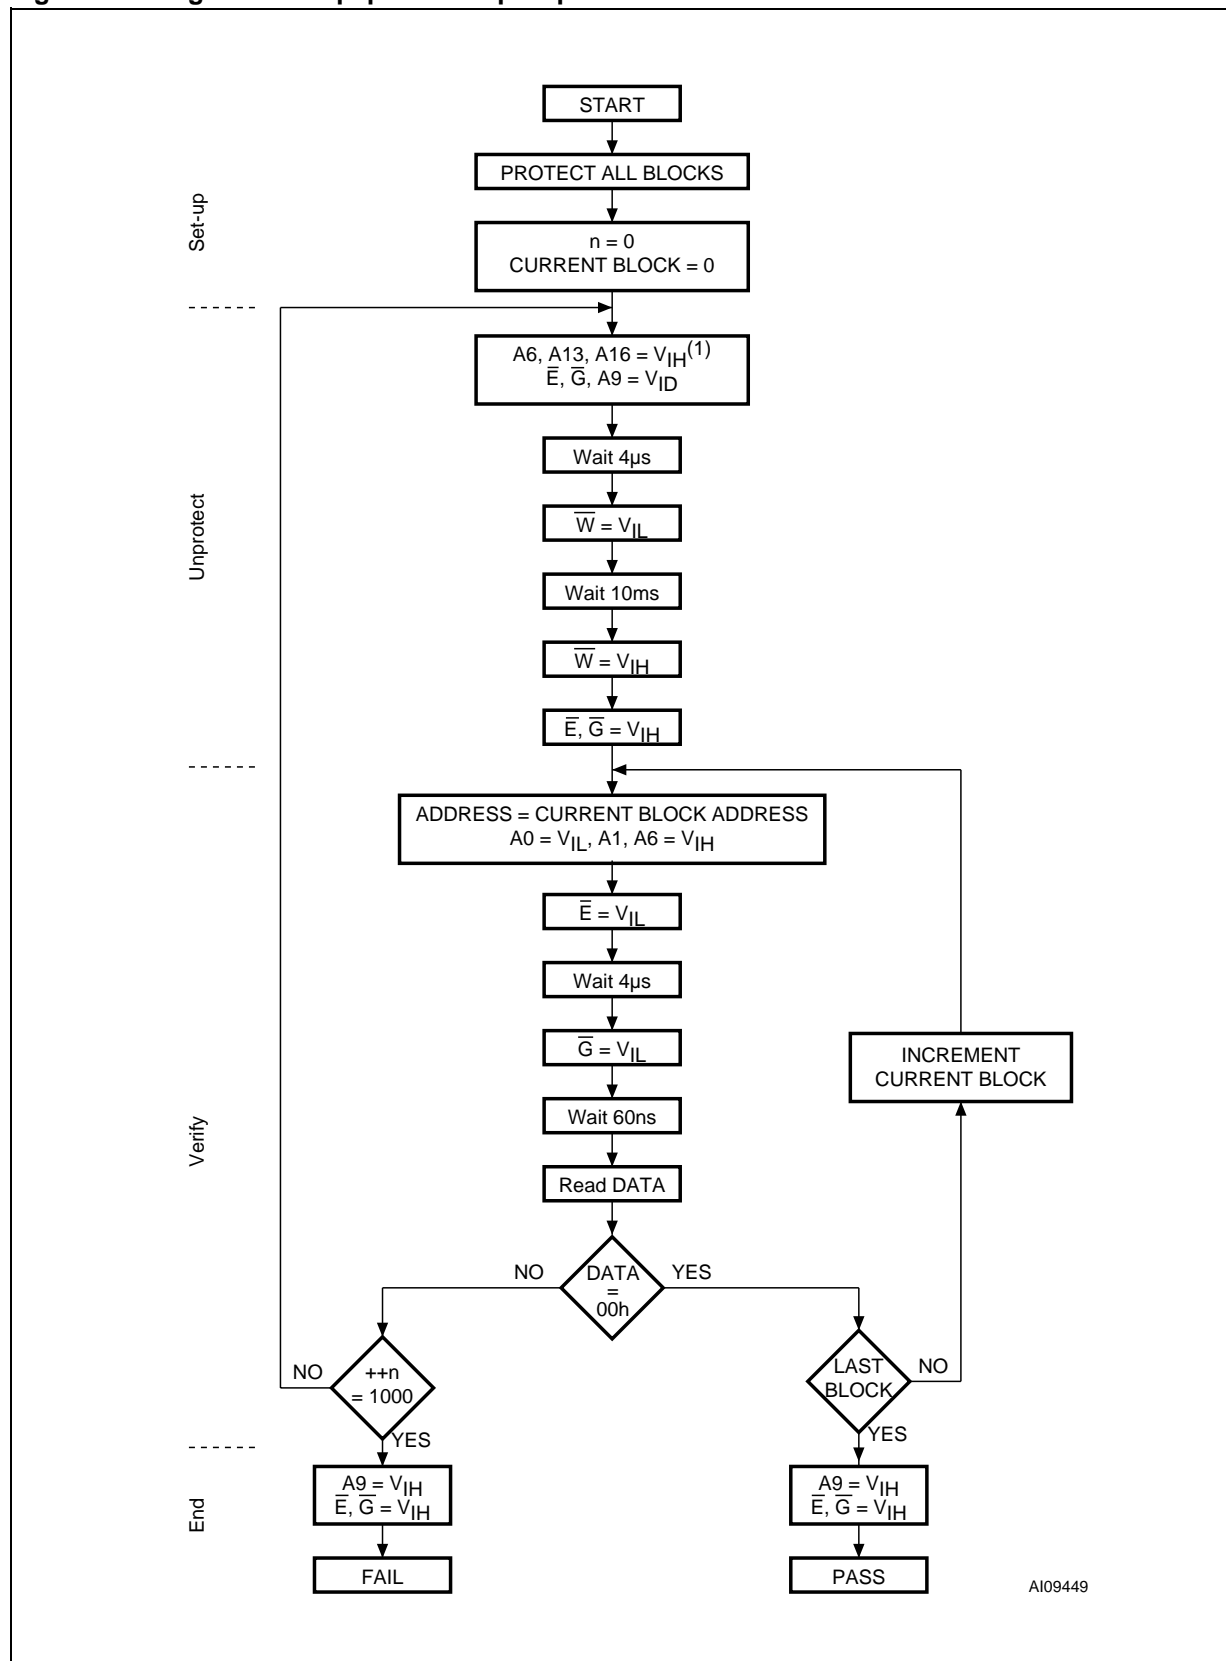 START
PROTECT ALL BLOCKS
n = 0
CURRENT BLOCK = 0
Set-up
A6, A13, A16 = VIH(1)
E̅, G̅, A9 = VID
Wait 4µs
W̅ = VIL
Unprotect
Wait 10ms
W̅ = VIH
E̅, G̅ = VIH
ADDRESS = CURRENT BLOCK ADDRESS
A0 = VIL, A1, A6 = VIH
E̅ = VIL
Wait 4µs
G̅ = VIL
INCREMENT
CURRENT BLOCK
Wait 60ns
Verify
Read DATA
DATA
=
00h
NO
YES
++n
= 1000
NO
YES
LAST
BLOCK
NO
YES
A9 = VIH
E̅, G̅ = VIH
A9 = VIH
E̅, G̅ = VIH
End
FAIL
PASS
AI09449